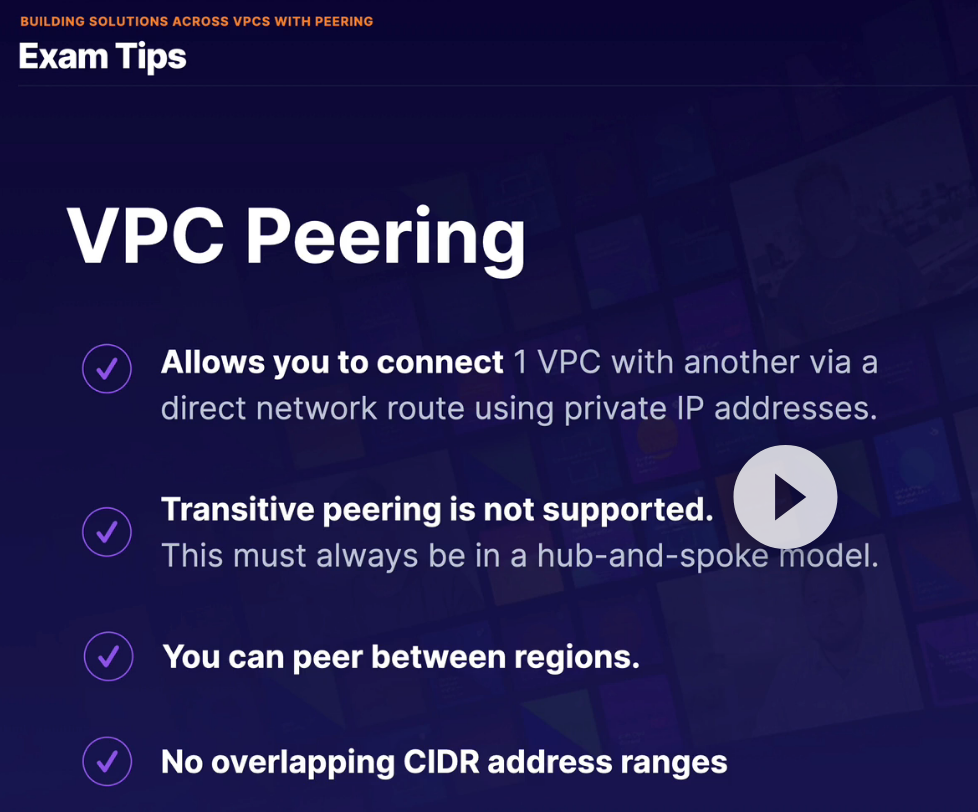 BUILDING SOLUTIONS ACROSS VPCS WITH PEERING
Exam Tips
VPC Peering
Allows you to connect 1 VPC with another via a
direct network route using private IP addresses.
Transitive peering is not supported.
This must always be in a hub-and-spoke model.
You can peer between regions.
No overlapping CIDR address ranges